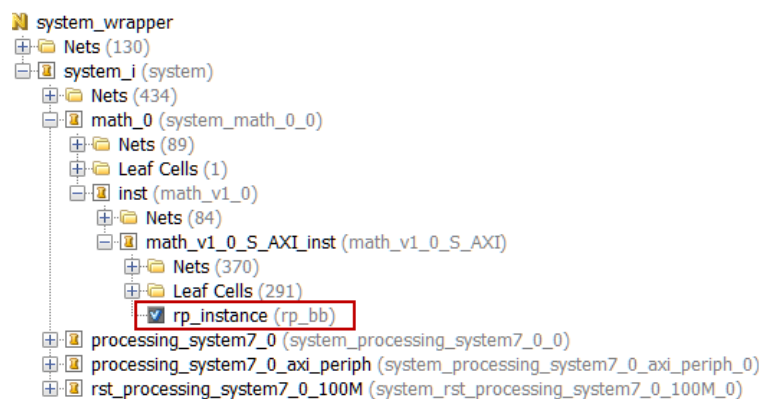 system_wrapper
Nets (130)
system_i (system)
Nets (434)
math_0 (system_math_0_0)
Nets (89)
Leaf Cells (1)
inst (math_v1_0)
Nets (84)
math_v1_0_S_AXI_inst (math_v1_0_S_AXI)
Nets (370)
Leaf Cells (291)
rp_instance (rp_bb)
processing_system7_0 (system_processing_system7_0_0)
processing_system7_0_axi_periph (system_processing_system7_0_axi_periph_0)
rst_processing_system7_0_100M (system_rst_processing_system7_0_100M_0)